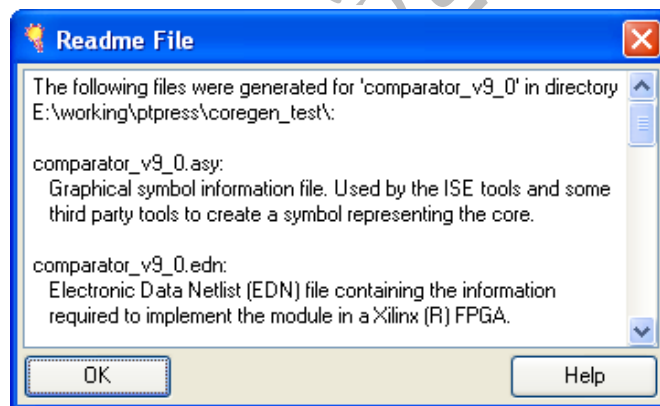 Readme File
The following files were generated for 'comparator_v9_0' in directory
E:\working\ptpress\coregen_test\:
comparator_v9_0.asy:
Graphical symbol information file. Used by the ISE tools and some
third party tools to create a symbol representing the core.
comparator_v9_0.edn:
Electronic Data Netlist (EDN) file containing the information
required to implement the module in a Xilinx (R) FPGA.
OK
Help